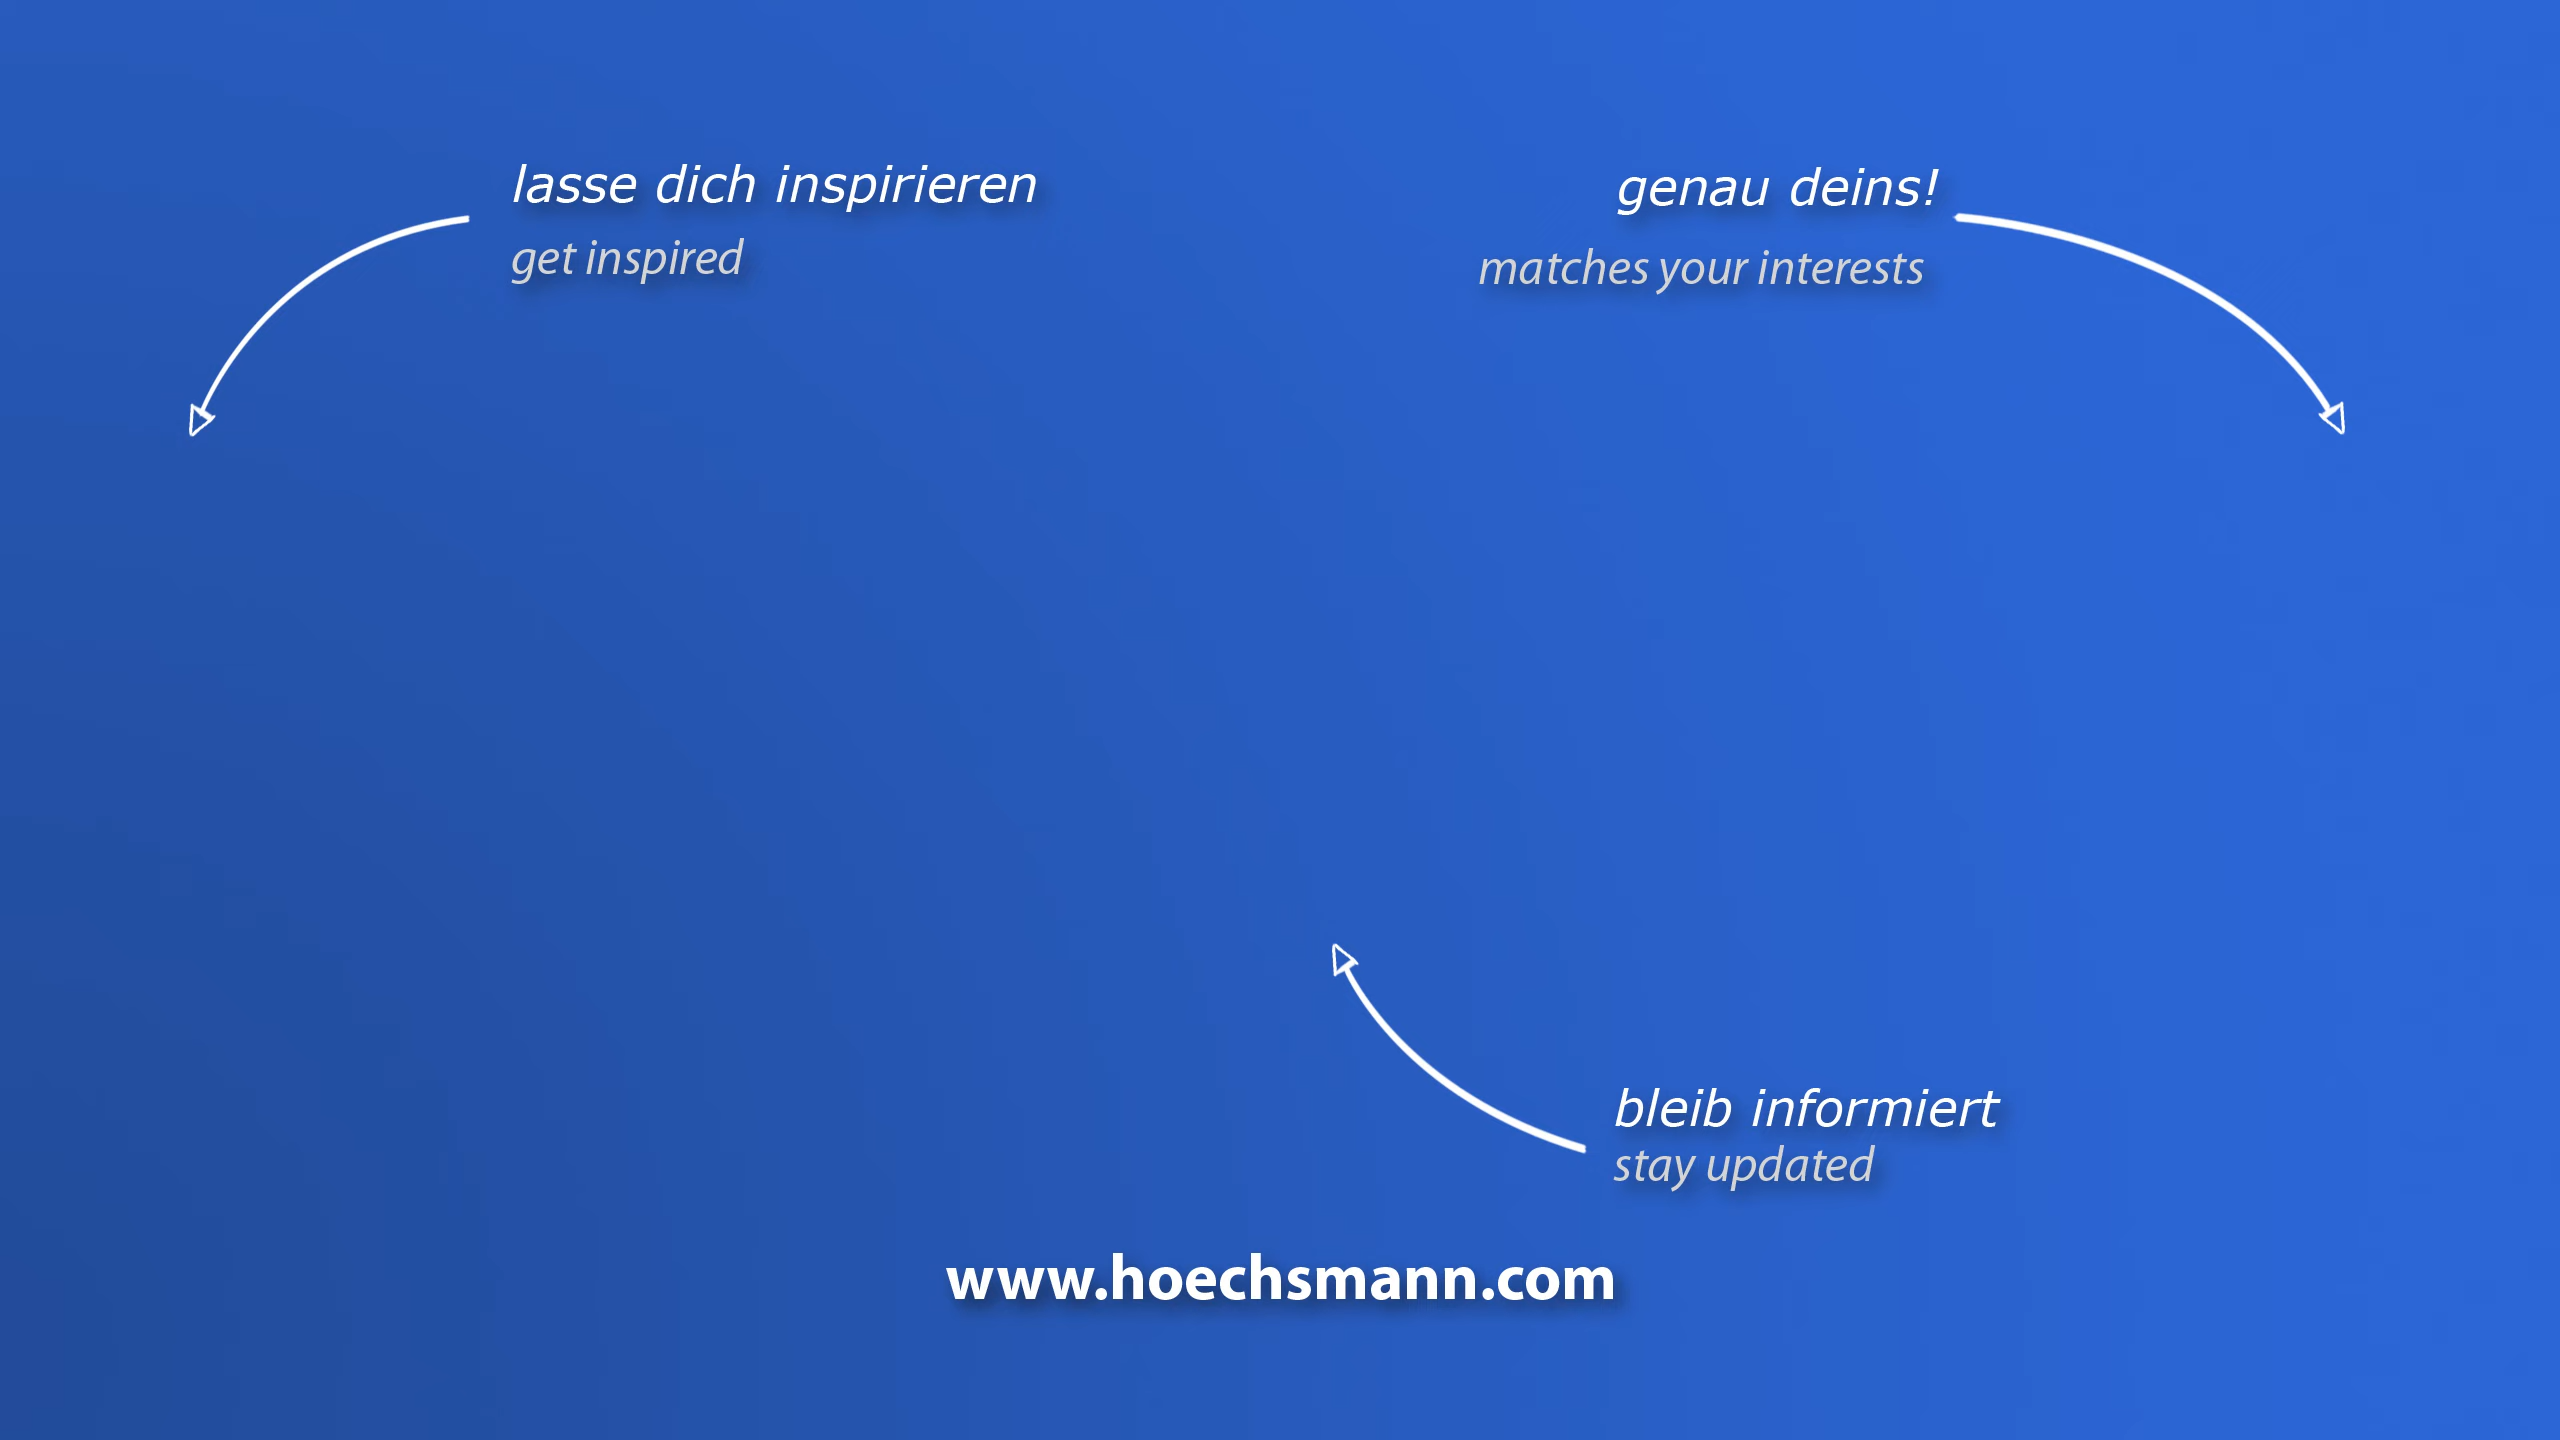 lasse dich inspirieren
get inspired
genau deins!
matches your interests
bleib informiert
stay updated
www.hoechsmann.com